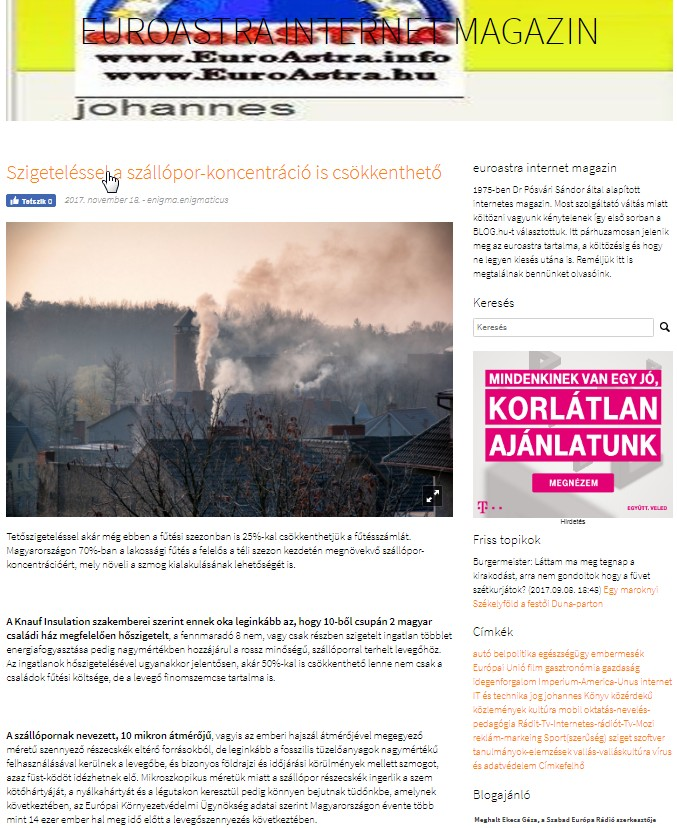 EUROASTRA INTERNET MAGAZIN
www.EuroAstra.info
www.EuroAstra.hu
johannes
Szigeteléssel a szállópor-koncentráció is csökkenthető
Tetszik 0
2017. november 18. - enigma.enigmaticus
Tetőszigeteléssel akár még ebben a fűtési szezonban is 25%-kal csökkenthetjük a fűtésszámlát.
Magyarországon 70%-ban a lakossági fűtés a felelős a téli szezon kezdetén megnövekvő szállópor-
koncentrációért, mely növeli a szmog kialakulásának lehetőségét is.
A Knauf Insulation szakemberei szerint ennek oka leginkább az, hogy 10-ből csupán 2 magyar
családi ház megfelelően hőszigetelt, a fennmaradó 8 nem, vagy csak részben szigetelt ingatlan többlet
energiafogyasztása pedig nagymértékben hozzájárul a rossz minőségű, szállóporral terhelt levegőhöz.
Az ingatlanok hőszigetelésével ugyanakkor jelentősen, akár 50%-kal is csökkenthető lenne nem csak a
családok fűtési költsége, de a levegő finomszemcse tartalma is.
A szállópornak nevezett, 10 mikron átmérőjű, vagyis az emberi hajszál átmérőjével megegyező
méretű szennyező részecskék eltérő forrásokból, de leginkább a fosszilis tüzelőanyagok nagymértékű
felhasználásával kerülnek a levegőbe, és bizonyos földrajzi és időjárási körülmények mellett szmogot,
azaz füst-ködöt idézhetnek elő. Mikroszkopikus méretük miatt a szállópor részecskék ingerlik a szem
kötőhártyáját, a nyálkahártyát és a légutakon keresztül pedig könnyen bejutnak tüdőnkbe, amelynek
következtében, az Európai Környezetvédelmi Ügynökség adatai szerint Magyarországon évente több
mint 14 ezer ember hal meg idő előtt a levegőszennyezés következtében.
euroastra internet magazin
1975-ben Dr Pósvári Sándor által alapított
internetes magazin. Most szolgáltató váltás miatt
költözni vagyunk kénytelenek így első sorban a
BLOG.hu-t választottuk. Itt párhuzamosan jelenik
meg az euroastra tartalma, a költözésig és hogy
ne legyen kiesés utána is. Reméljük itt is
megtalálnak bennünket olvasóink.
Keresés
Keresés
MINDENKINEK VAN EGY JÓ,
KORLÁTLAN
AJÁNLATUNK
MEGNÉZEM
T
EGYÜTT. VELED
Hirdetés
Friss topikok
Burgermeister: Láttam ma meg tegnap a
kirakodást, arra nem gondoltok hogy a füvet
szétkurjátok? (2017.09.08. 16:48) Egy maroknyi
Székelyföld a festői Duna-parton
Címkék
autó belpolitika egészségügy embermesék
Európai Unió film gasztronómia gazdaság
idegenforgalom Imperium-America-Unus internet
IT és technika jog johannes Könyv közérdekű
közlemények kultúra mobil oktatás-nevelés-
pedagógia Rádit-Tv-Internetes-rádiót-Tv-Mozi
reklám-markeing Sport(szerűség) sziget szoftver
tanulmányok-elemzések vallás-valláskultúra vírus
és adatvédelem Címkefelhő
Blogajánló
Meghalt Ekecs Géza, a Szabad Európa Rádió szerkesztője